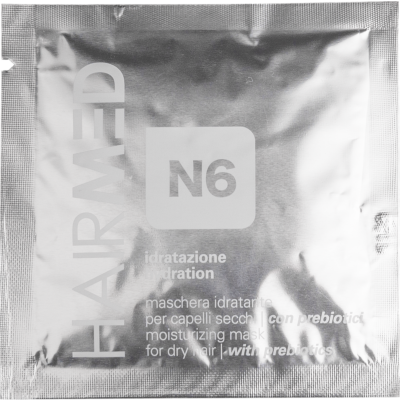 HAIRMED
N6
idratazione
hydration
maschera idratante
per capelli secchi | con prebiotici
moisturizing mask
for dry hair | with prebiotics